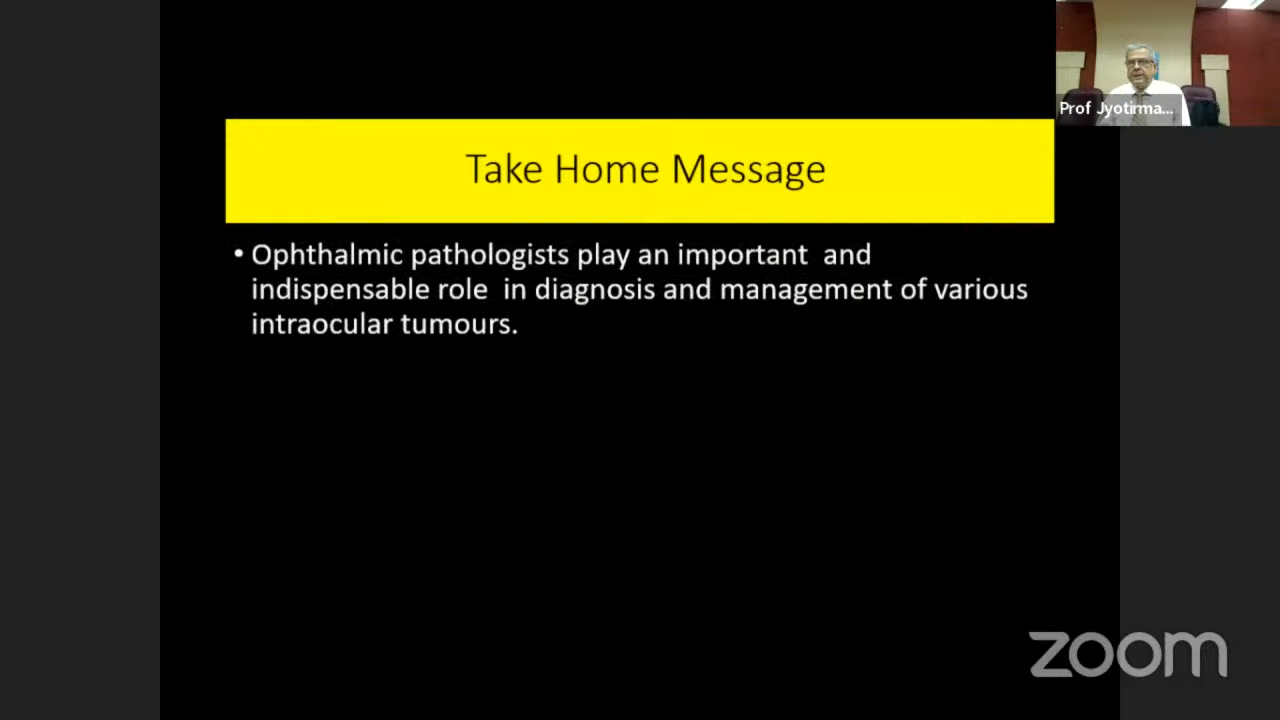 Prof Jyotirma...
Take Home Message
• Ophthalmic pathologists play an important and
indispensable role in diagnosis and management of various
intraocular tumours.
zoom